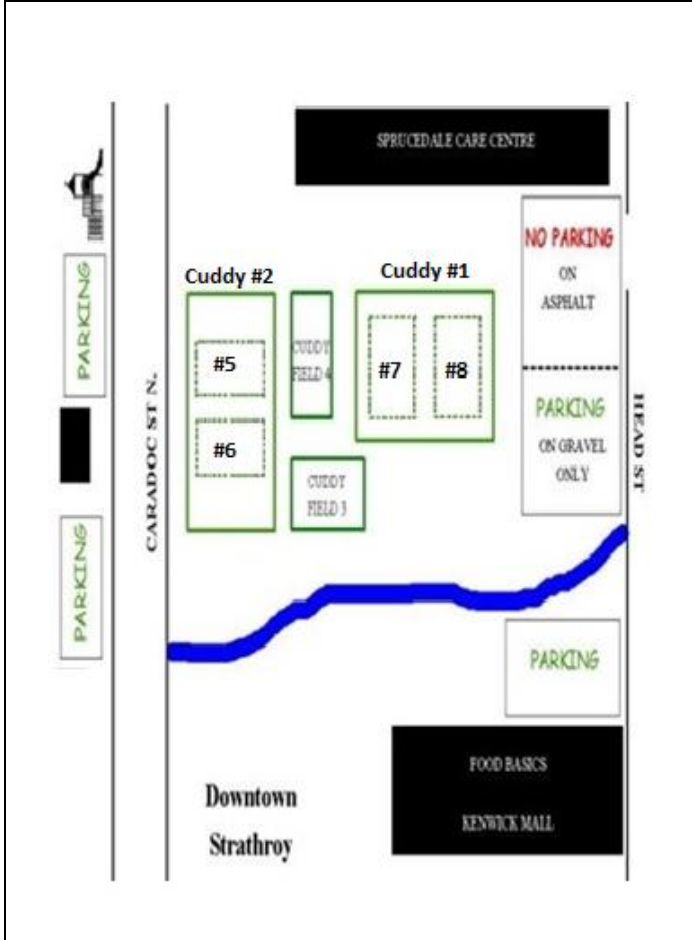 SPRUCEDALE CARE CENTRE
NO PARKING
ON
ASPHALT
Cuddy #2
Cuddy #1
PARKING
#5
CUDDY
FIELD 4
#7
#8
#6
CARADOC ST N.
HEAD ST
PARKING
ON GRAVEL
ONLY
CUDDY
FIELD 3
PARKING
PARKING
FOOD BASICS
KENWICK MALL
Downtown
Strathroy